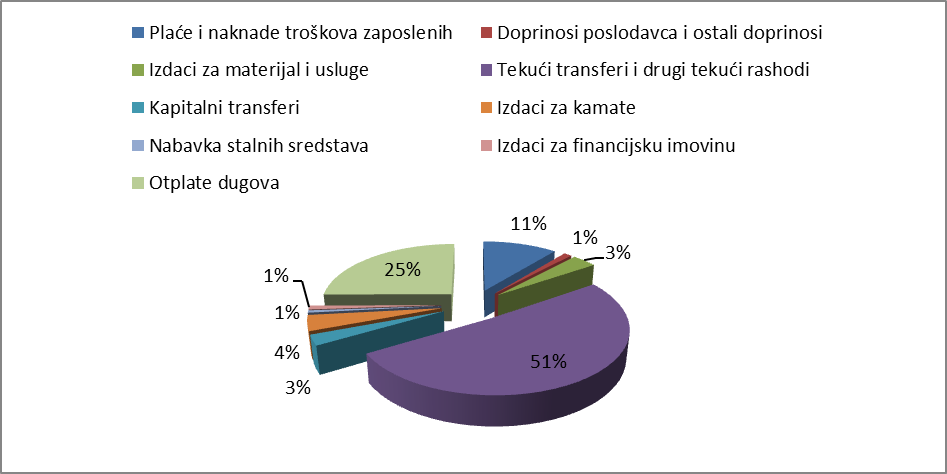 Plaće i naknade troškova zaposlenih
Doprinosi poslodavca i ostali doprinosi
Izdaci za materijal i usluge
Tekući transferi i drugi tekući rashodi
Kapitalni transferi
Izdaci za kamate
Nabavka stalnih sredstava
Izdaci za financijsku imovinu
Otplate dugova
11%
1%
3%
51%
3%
4%
1%
1%
25%